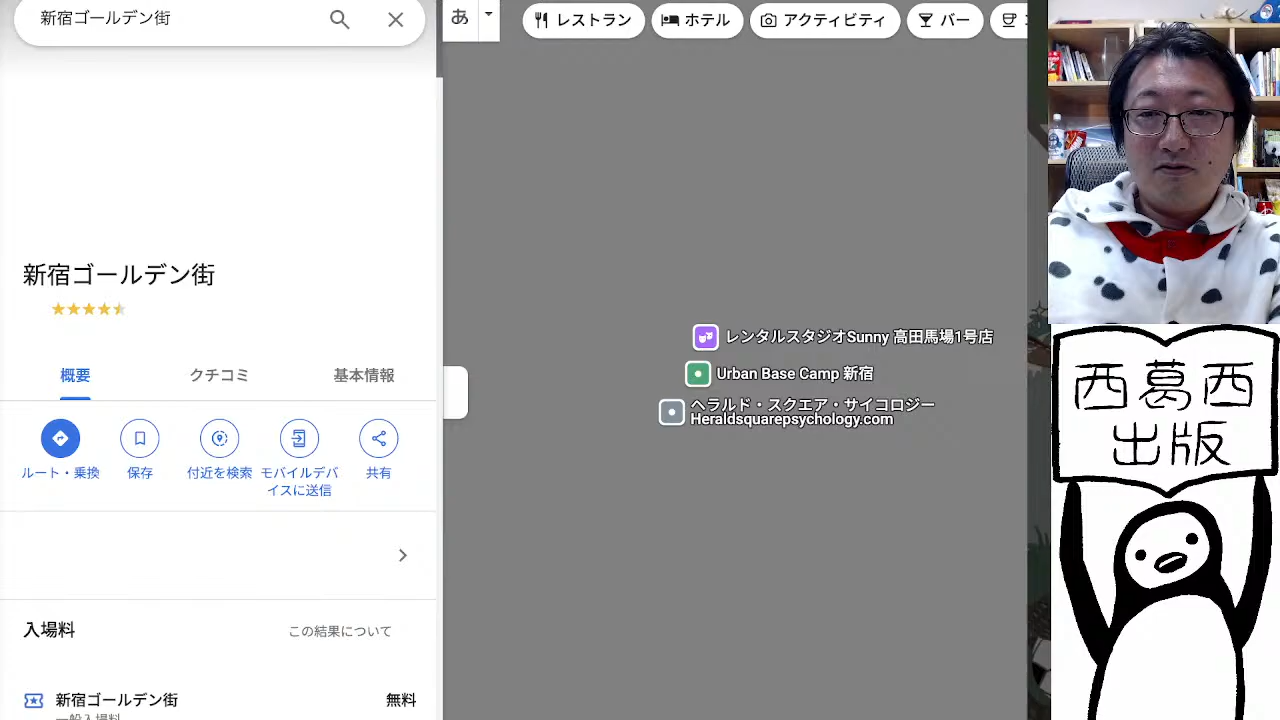 新宿ゴールデン街
あ
レストラン
ホテル
アクティビティ
バー
新宿ゴールデン街
概要
クチコミ
基本情報
ルート・乗換
保存
付近を検索
モバイルデバ
イスに送信
共有
入場料
この結果について
新宿ゴールデン街
無料
一般入場料
レンタルスタジオSunny 高田馬場1号店
Urban Base Camp 新宿
ヘラルド・スクエア・サイコロジー
Heraldsquarepsychology.com
西葛西
出版